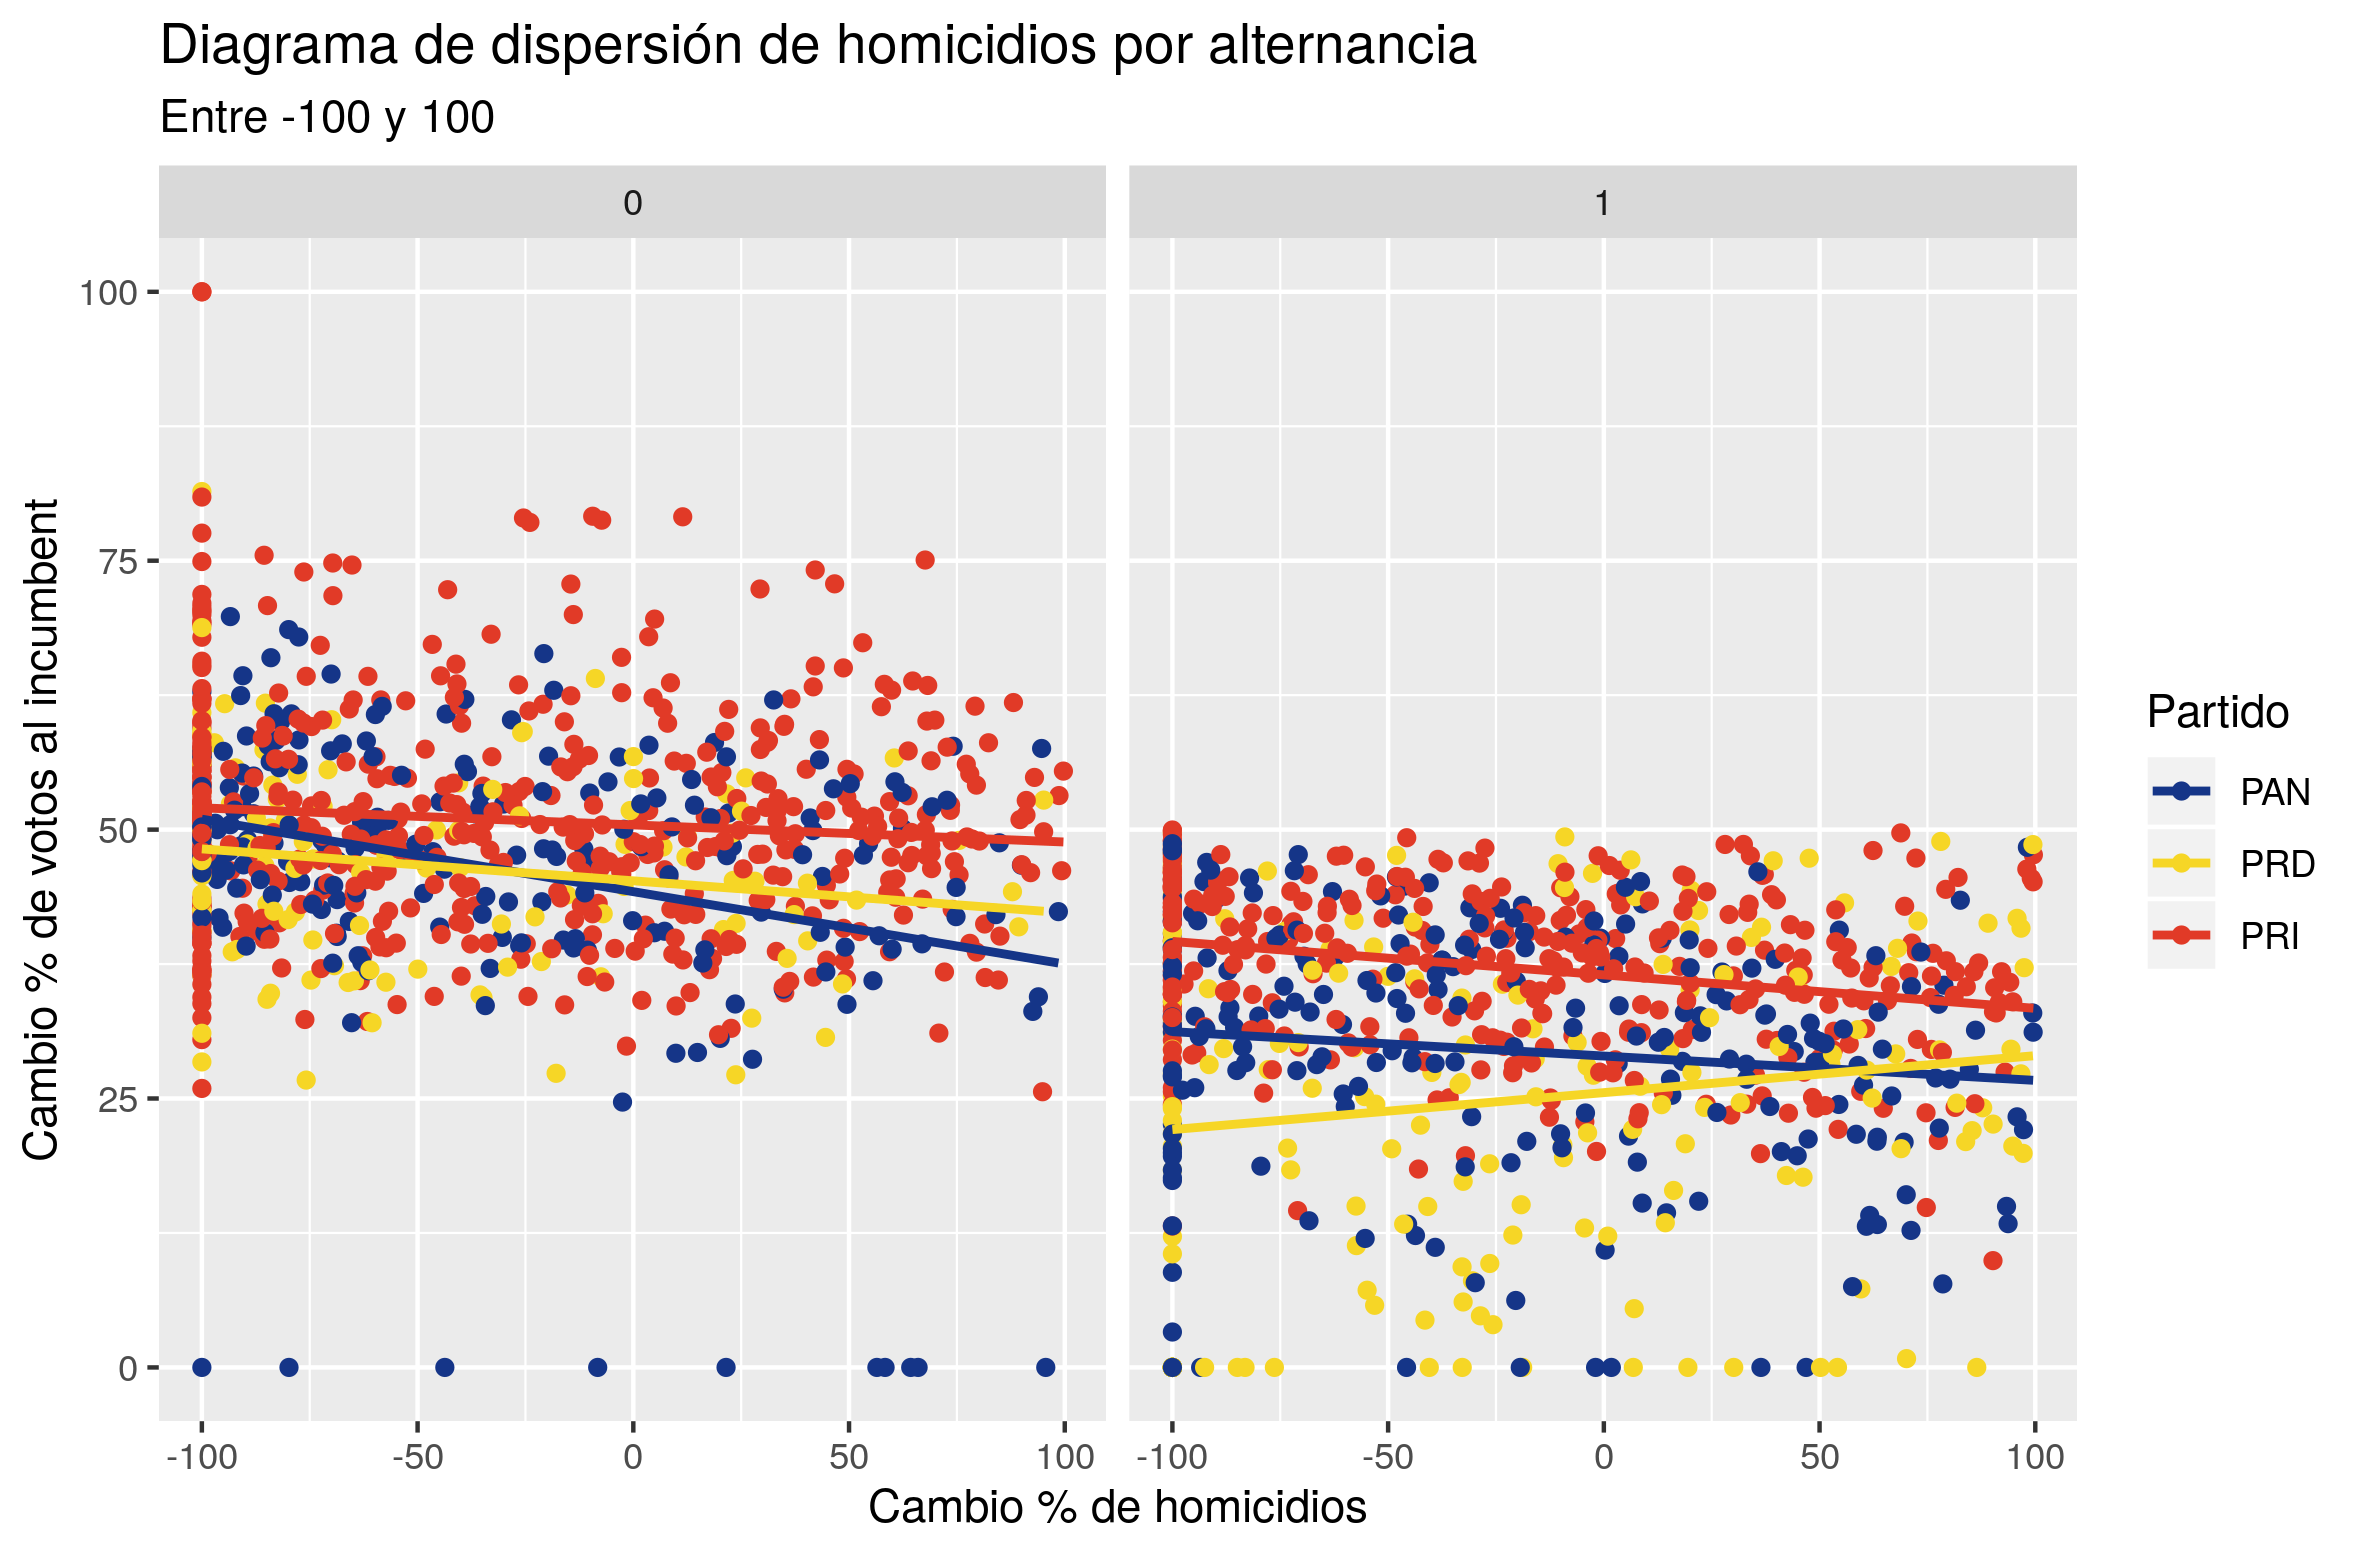 Diagrama de dispersión de homicidios por alternancia
Entre -100 y 100
0
1
100
75
50
25
0
Cambio % de votos al incumbent
-100 -50 0 50 100
-100 -50 0 50 100
Cambio % de homicidios
Partido
PAN
PRD
PRI